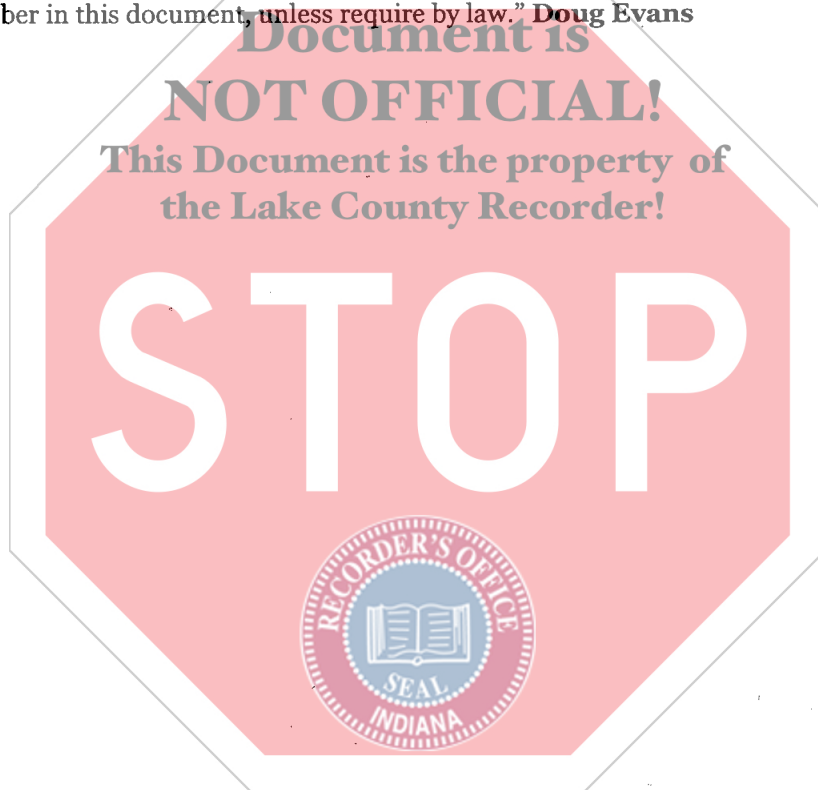 ber in this document, unless require by law.” Doug Evans
Document is
NOT OFFICIAL!
This Document is the property of
the Lake County Recorder!
STOP
RECORDER'S OFFICE
SEAL
INDIANA